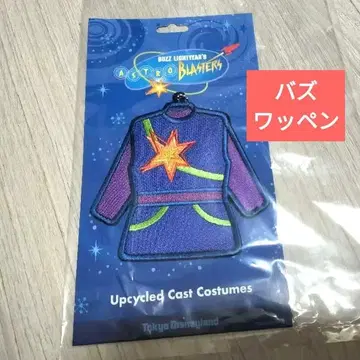 BUZZ LIGHTYEAR'S
ASTRO BLASTERS
バズ
ワッペン
Upcycled Cast Costumes
Tokyo Disneyland